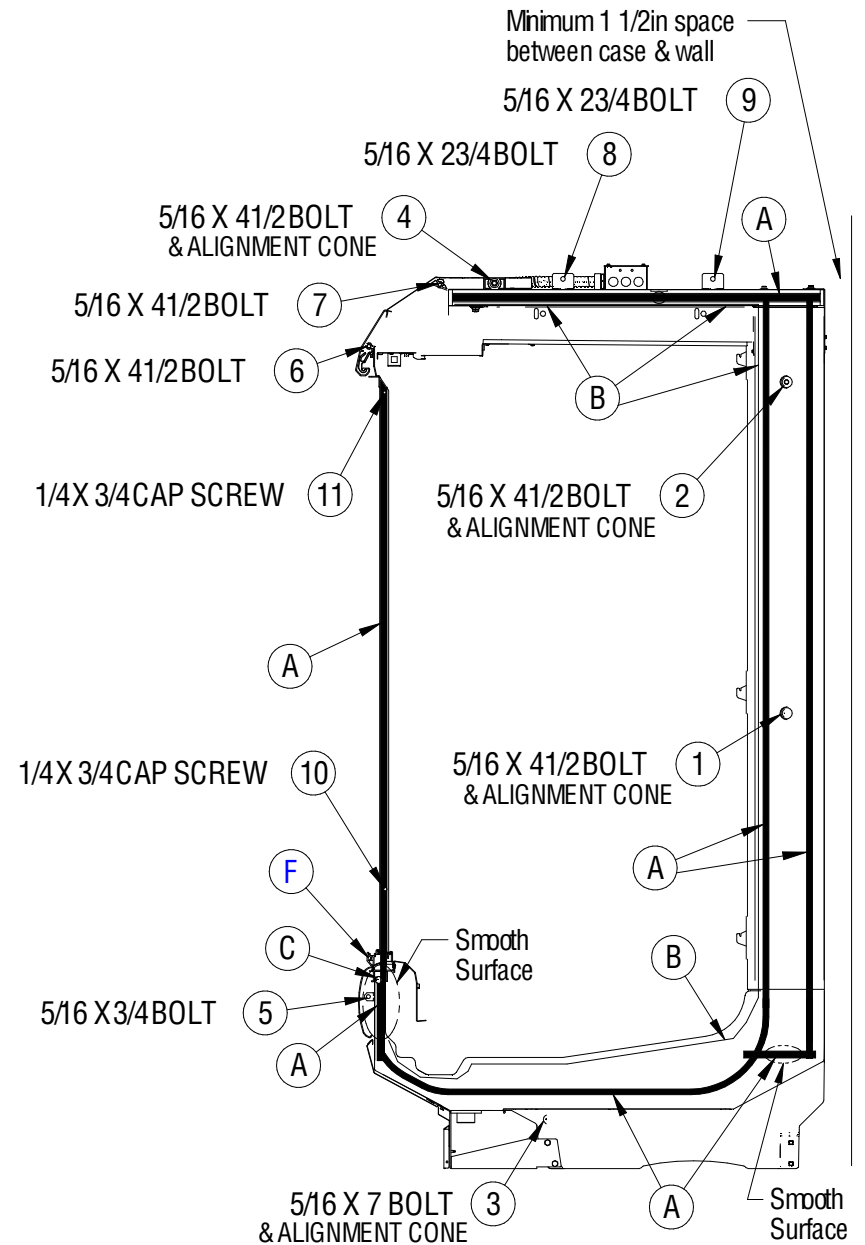 Minimum 1 1/2in space
between case & wall
5/16 X 23/4BOLT 9
5/16 X 23/4BOLT 8
5/16 X 41/2BOLT 4
& ALIGNMENT CONE
A
5/16 X 41/2BOLT 7
5/16 X 41/2BOLT 6
B
1/4X 3/4CAP SCREW 11
5/16 X 41/2BOLT 2
& ALIGNMENT CONE
A
1/4X 3/4CAP SCREW 10
5/16 X 41/2BOLT 1
& ALIGNMENT CONE
F
A
C
Smooth
Surface
B
5/16 X 3/4BOLT 5
A
5/16 X 7 BOLT 3
& ALIGNMENT CONE
A
Smooth
Surface